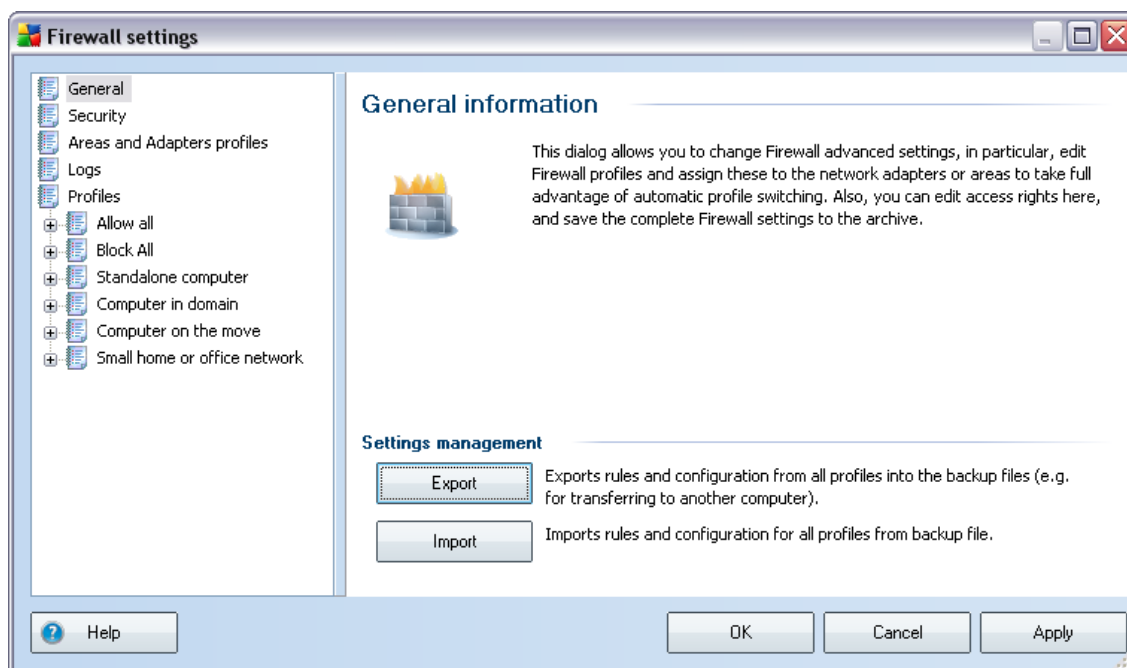 Firewall settings
General
Security
Areas and Adapters profiles
Logs
Profiles
Allow all
Block All
Standalone computer
Computer in domain
Computer on the move
Small home or office network
General information
This dialog allows you to change Firewall advanced settings, in particular, edit
Firewall profiles and assign these to the network adapters or areas to take full
advantage of automatic profile switching. Also, you can edit access rights here,
and save the complete Firewall settings to the archive.
Settings management
Export
Exports rules and configuration from all profiles into the backup files (e.g.
for transferring to another computer).
Import
Imports rules and configuration for all profiles from backup file.
Help
OK
Cancel
Apply